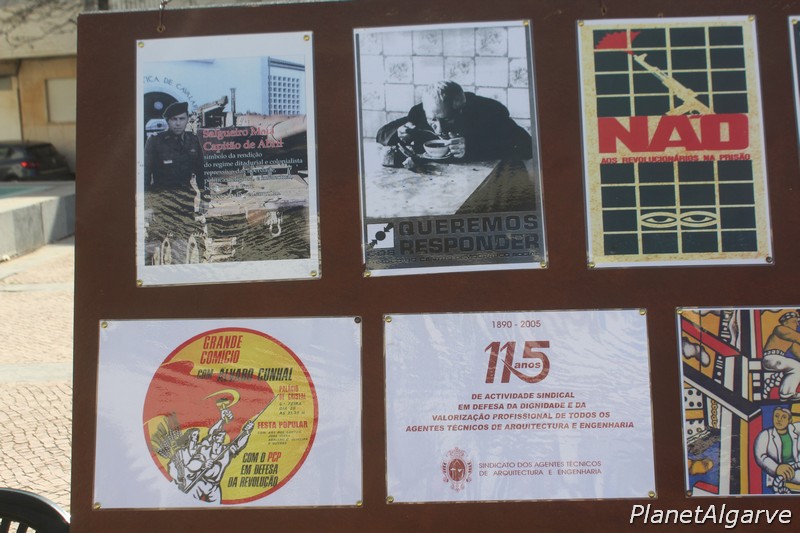 Salgueiro Maia
Capitão de Abril
símbolo da rendição
do regime ditadurial e colonialista
QUEREMOS
RESPONDER
NÃO
AOS REVOLUCIONÁRIOS NA PRISÃO
GRANDE
COMÍCIO
COM ALVARO CUNHAL
FESTA POPULAR
COM O PCP
EM DEFESA
DA REVOLUÇÃO
1890 - 2005
115
anos
DE ACTIVIDADE SINDICAL
EM DEFESA DA DIGNIDADE E DA
VALORIZAÇÃO PROFISSIONAL DE TODOS OS
AGENTES TÉCNICOS DE ARQUITECTURA E ENGENHARIA
SINDICATO DOS AGENTES TÉCNICOS
DE ARQUITECTURA E ENGENHARIA
PlanetAlgarve